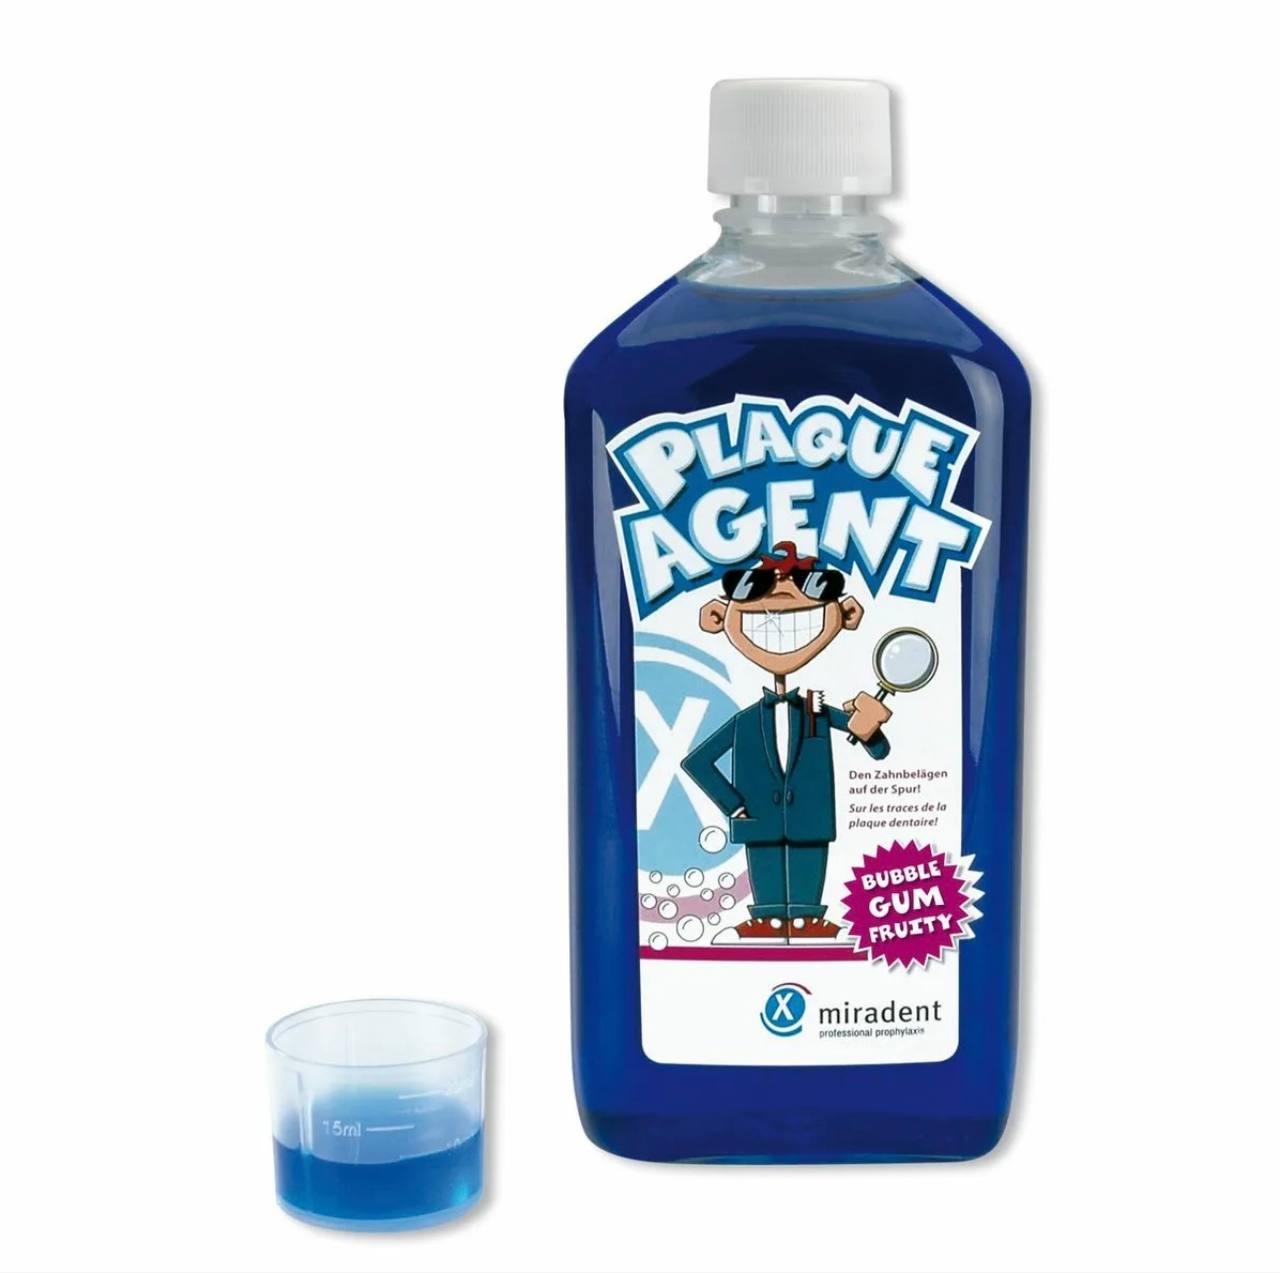 PLAQUE
AGENT
X
Den Zahnbelägen
auf der Spur!
Sur les traces de la
plaque dentaire!
BUBBLE
GUM
FRUITY
X
miradent
professional prophylaxis
15ml